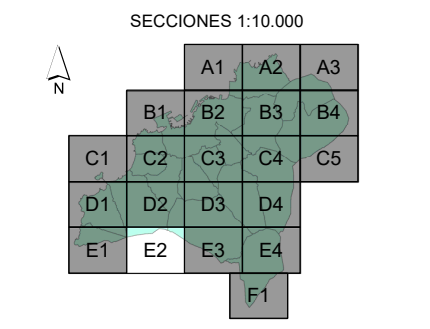 SECCIONES 1:10.000
N
A1 A2 A3
B1 B2 B3 B4
C1 C2 C3 C4 C5
D1 D2 D3 D4
E1 E2 E3 E4
F1